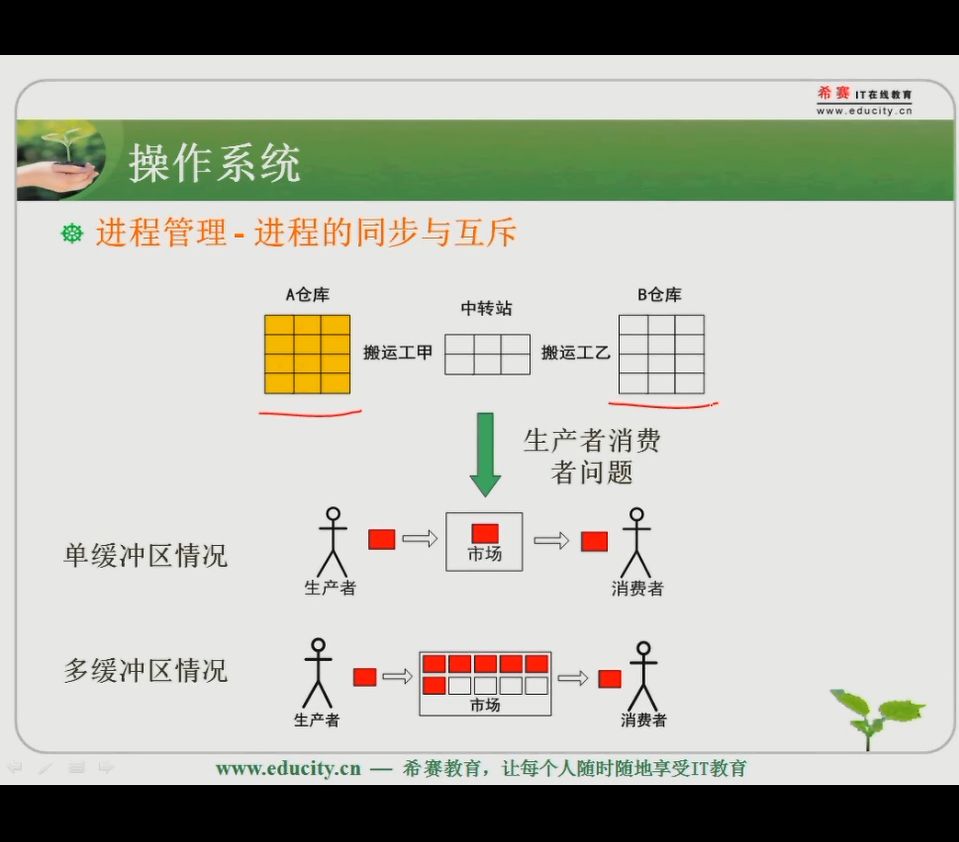 希赛 IT在线教育
www.educity.cn
操作系统
进程管理 - 进程的同步与互斥
A仓库
中转站
B仓库
搬运工甲
搬运工乙
生产者消费
者问题
单缓冲区情况
市场
生产者
消费者
多缓冲区情况
市场
生产者
消费者
www.educity.cn — 希赛教育，让每个人随时随地享受IT教育